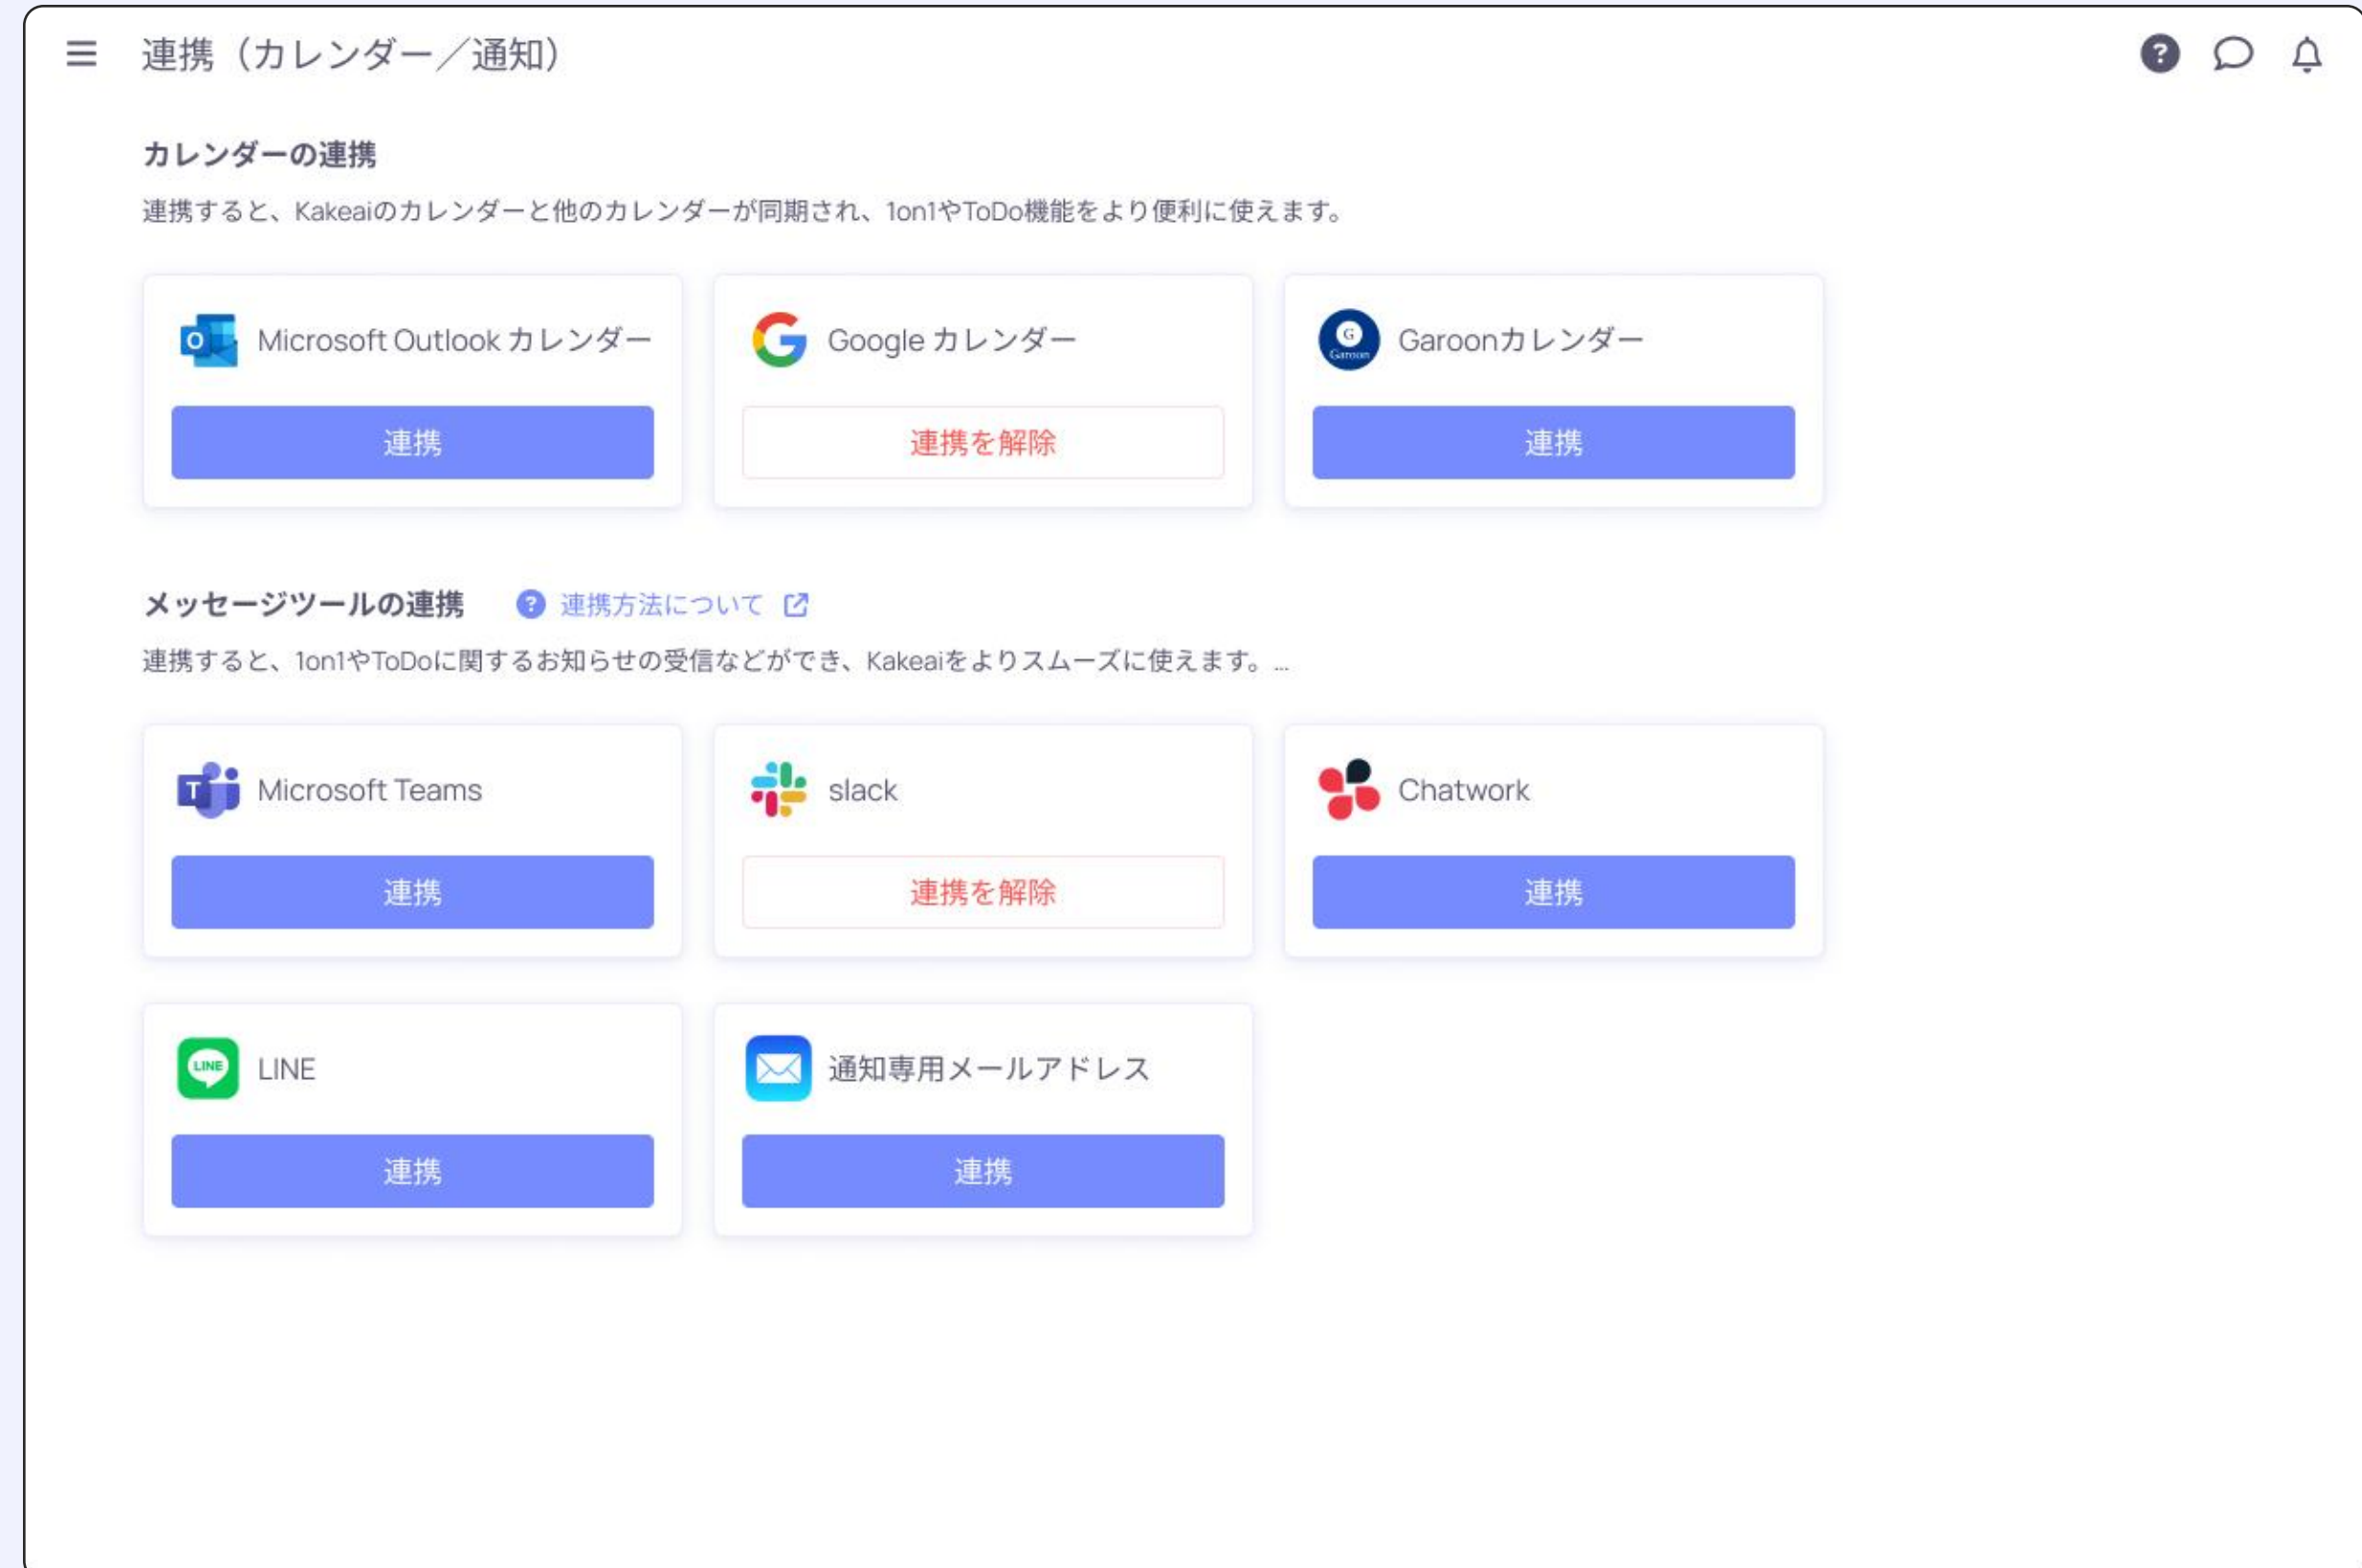 連携（カレンダー／通知）
カレンダーの連携
連携すると、Kakeaiのカレンダーと他のカレンダーが同期され、1on1やToDo機能をより便利に使えます。
Microsoft Outlook カレンダー
連携
Google カレンダー
連携を解除
G
Garoon
Garoonカレンダー
連携
メッセージツールの連携
連携方法について
連携すると、1on1やToDoに関するお知らせの受信などができ、Kakeaiをよりスムーズに使えます。...
Microsoft Teams
連携
slack
連携を解除
Chatwork
連携
LINE
LINE
連携
通知専用メールアドレス
連携